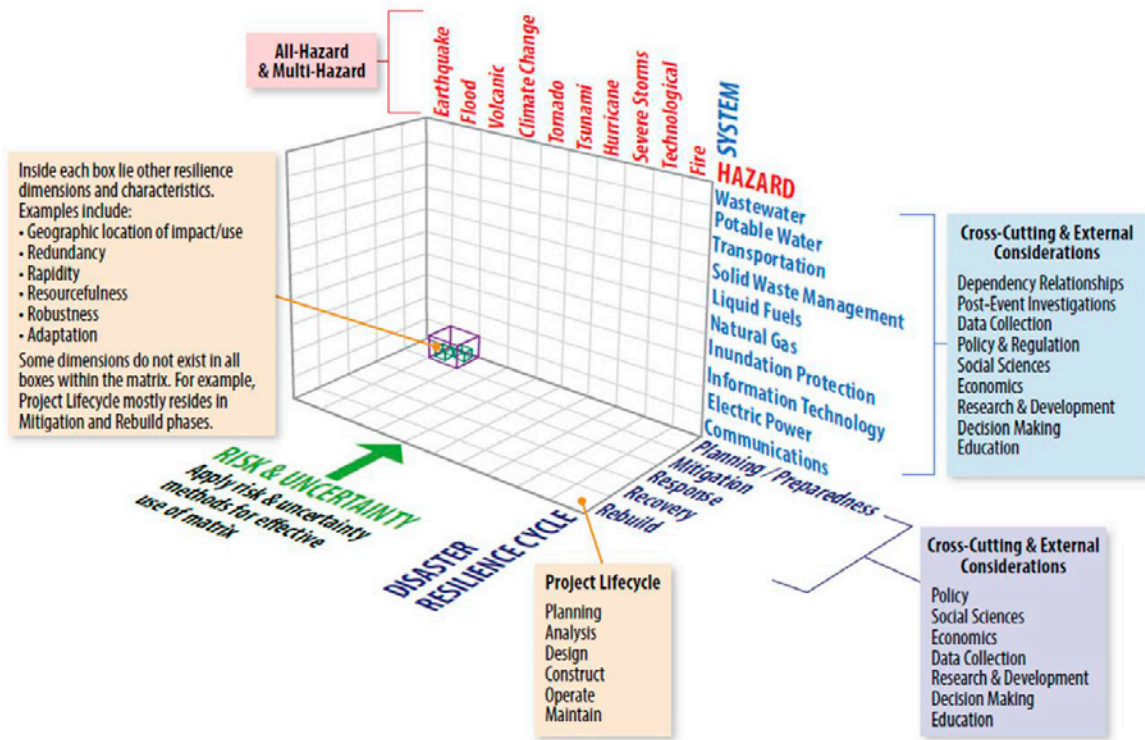 All-Hazard
& Multi-Hazard
Earthquake
Flood
Volcanic
Climate Change
Tornado
Tsunami
Hurricane
Severe Storms
Technological
Fire
SYSTEM
HAZARD
Wastewater
Potable Water
Transportation
Solid Waste Management
Liquid Fuels
Natural Gas
Inundation Protection
Information Technology
Electric Power
Communications
Inside each box lie other resilience
dimensions and characteristics.
Examples include:
• Geographic location of impact/use
• Redundancy
• Rapidity
• Resourcefulness
• Robustness
• Adaptation
Some dimensions do not exist in all
boxes within the matrix. For example,
Project Lifecycle mostly resides in
Mitigation and Rebuild phases.
Cross-Cutting & External
Considerations
Dependency Relationships
Post-Event Investigations
Data Collection
Policy & Regulation
Social Sciences
Economics
Research & Development
Decision Making
Education
RISK & UNCERTAINTY
Apply risk & uncertainty
methods for effective
use of matrix
DISASTER
RESILIENCE CYCLE
Planning / Preparedness
Mitigation
Response
Recovery
Rebuild
Project Lifecycle
Planning
Analysis
Design
Construct
Operate
Maintain
Cross-Cutting & External
Considerations
Policy
Social Sciences
Economics
Data Collection
Research & Development
Decision Making
Education